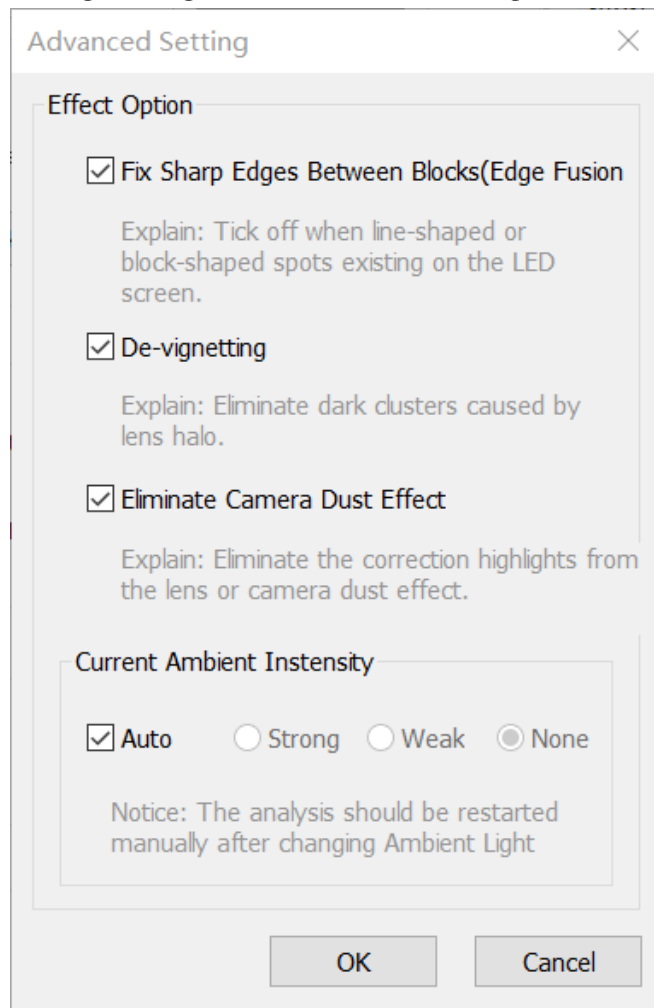 Advanced Setting
Effect Option
Fix Sharp Edges Between Blocks(Edge Fusion
Explain: Tick off when line-shaped or
block-shaped spots existing on the LED
screen.
De-vignetting
Explain: Eliminate dark clusters caused by
lens halo.
Eliminate Camera Dust Effect
Explain: Eliminate the correction highlights from
the lens or camera dust effect.
Current Ambient Instensity
Auto Strong Weak None
Notice: The analysis should be restarted
manually after changing Ambient Light
OK Cancel